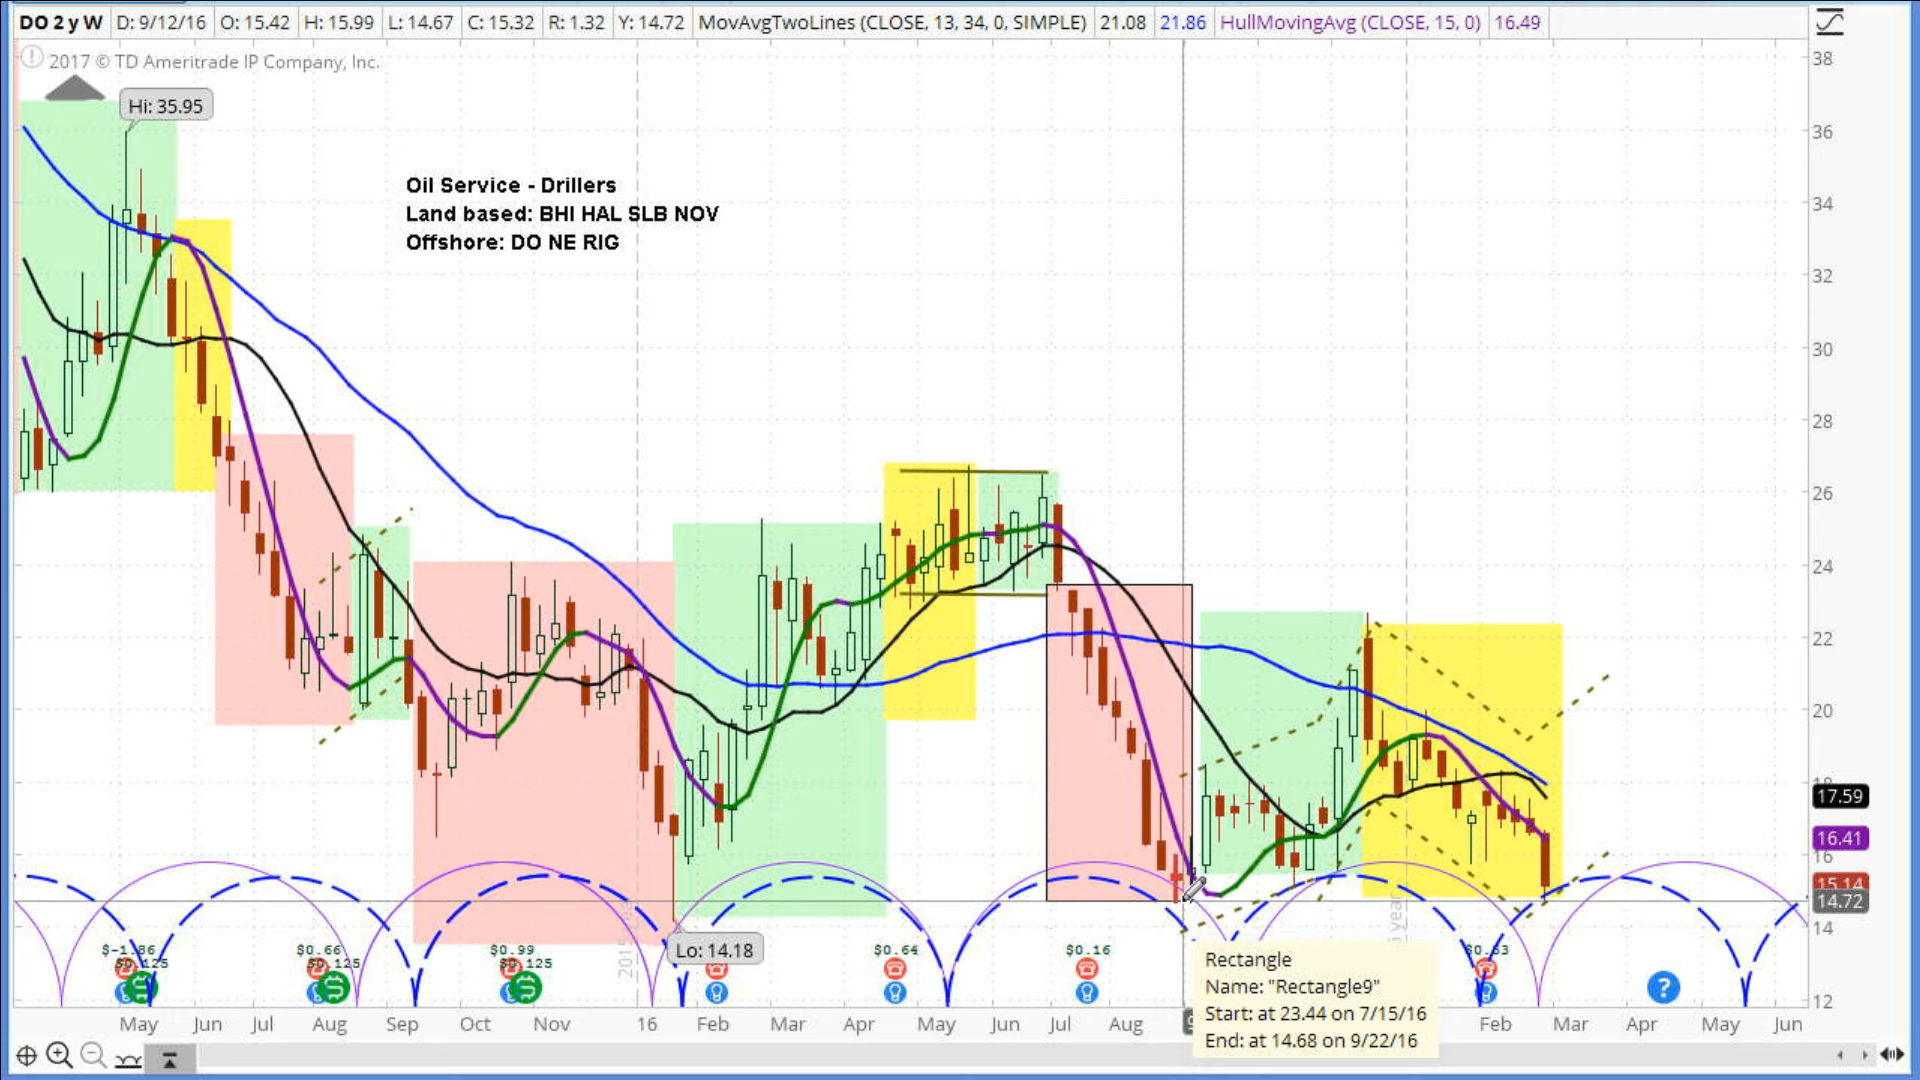 DO 2 y W D: 9/12/16 O: 15.42 H: 15.99 L: 14.67 C: 15.32 R: 1.32 Y: 14.72 MovAvgTwoLines (CLOSE, 13, 34, 0, SIMPLE) 21.08 21.86 HullMovingAvg (CLOSE, 15, 0) 16.49
2017 © TD Ameritrade IP Company, Inc.
Hi: 35.95
Oil Service - Drillers
Land based: BHI HAL SLB NOV
Offshore: DO NE RIG
38
36
34
32
30
28
26
24
22
20
18
17.59
16.41
16
15.14
14.72
14
12
Lo: 14.18
$0.66
$0.99
$0.64
$0.16
$0.125
Rectangle
Name: "Rectangle9"
Start: at 23.44 on 7/15/16
End: at 14.68 on 9/22/16
?
May Jun Jul Aug Sep Oct Nov 16 Feb Mar Apr May Jun Jul Aug Feb Mar Apr May Jun